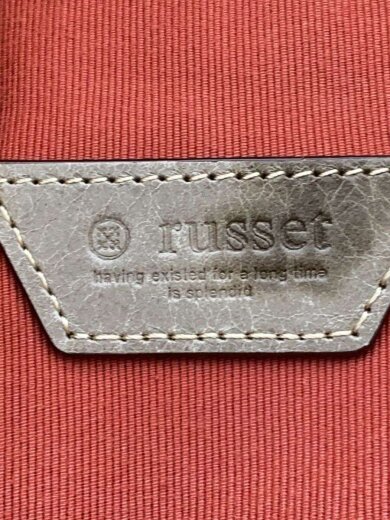 russet
having existed for a long time
is splendid